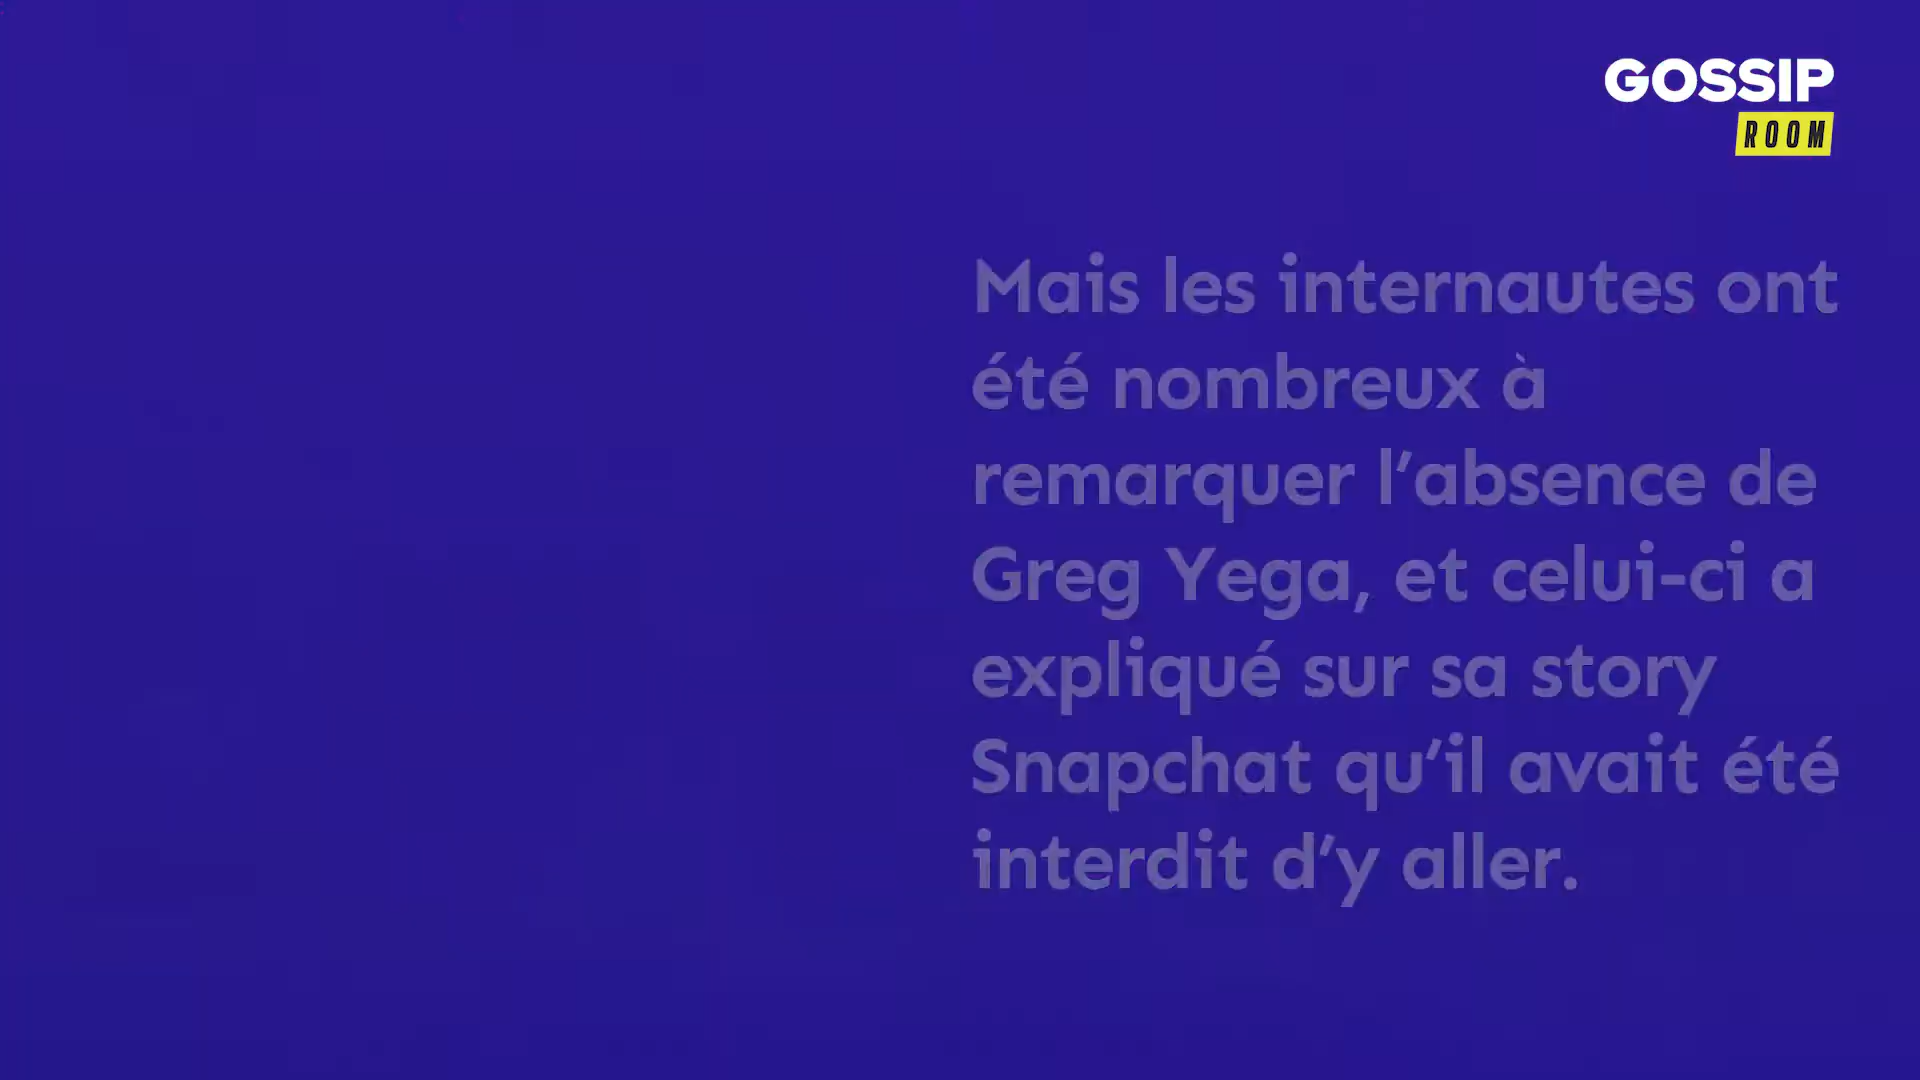 GOSSIP
ROOM
Mais les internautes ont
été nombreux à
remarquer l’absence de
Greg Yega, et celui-ci a
expliqué sur sa story
Snapchat qu’il avait été
interdit d’y aller.